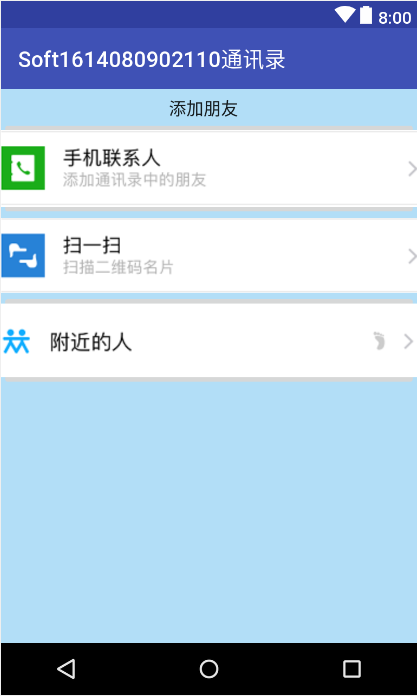 8:00
Soft1614080902110通讯录
添加朋友
手机联系人
添加通讯录中的朋友
扫一扫
扫描二维码名片
附近的人